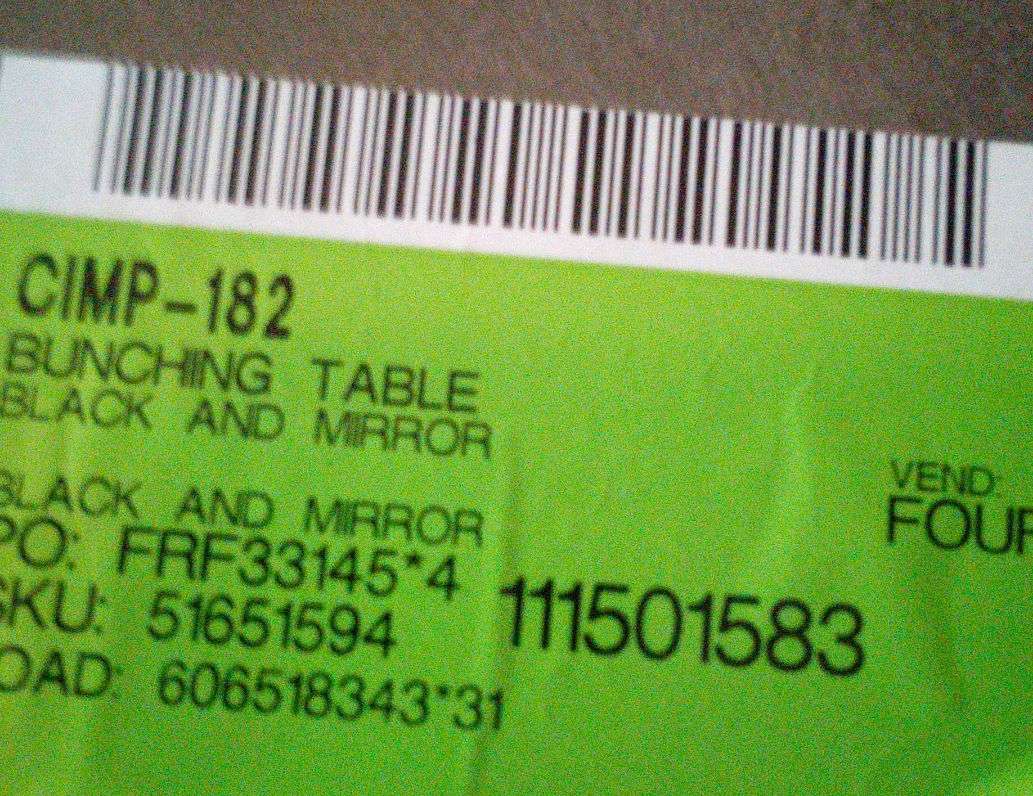 CIMP-182
BUNCHING TABLE
BLACK AND MIRROR
BLACK AND MIRROR
PO: FRF33145*4
SKU: 51651594
OAD: 606518343*31
111501583
VEND:
FOUR